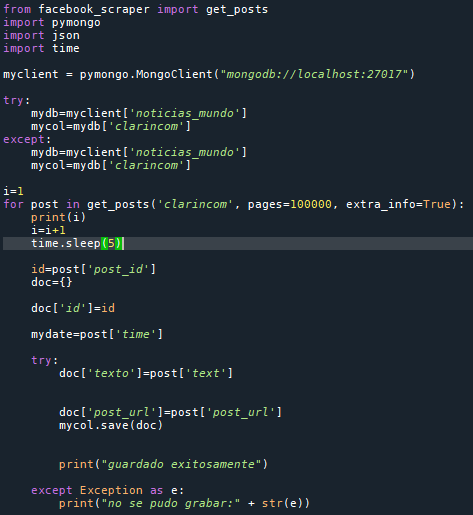 from facebook_scraper import get_posts
import pymongo
import json
import time
myclient = pymongo.MongoClient("mongodb://localhost:27017")
try:
    mydb=myclient['noticias_mundo']
    mycol=mydb['clarincom']
except:
    mydb=myclient['noticias_mundo']
    mycol=mydb['clarincom']
i=1
for post in get_posts('clarincom', pages=100000, extra_info=True):
    print(i)
    i=i+1
    time.sleep(5)
    id=post['post_id']
    doc={}
    doc['id']=id
    mydate=post['time']
    try:
        doc['texto']=post['text']
        doc['post_url']=post['post_url']
        mycol.save(doc)
        print("guardado exitosamente")
    except Exception as e:
        print("no se pudo grabar:" + str(e))